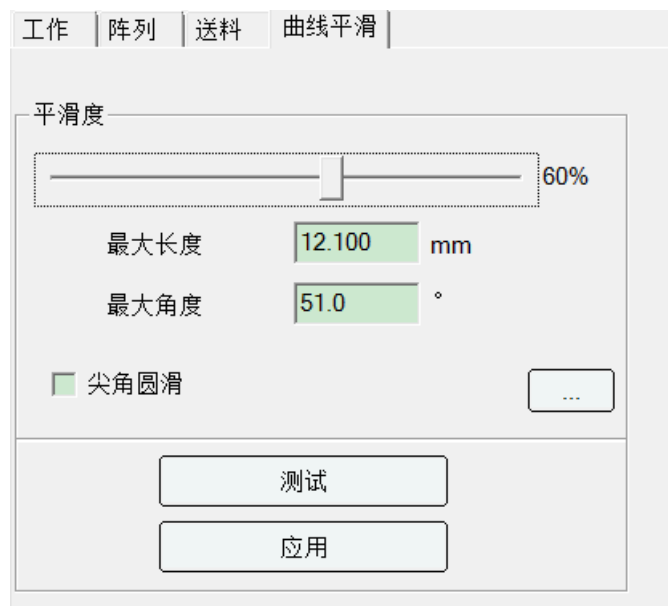 工作 阵列 送料 曲线平滑
平滑度
60%
最大长度 12.100 mm
最大角度 51.0 °
尖角圆滑 ...
测试
应用